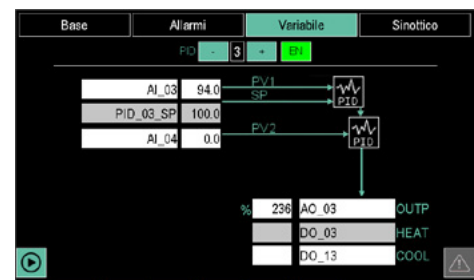 Base Allarmi Variabile Sinottico
PID - 3 + EN
AI_03 94.0 PV1
PID_03_SP 100.0 SP
PID
AI_04 0.0 PV2
PID
% 236 AO_03 OUTP
DO_03 HEAT
DO_13 COOL